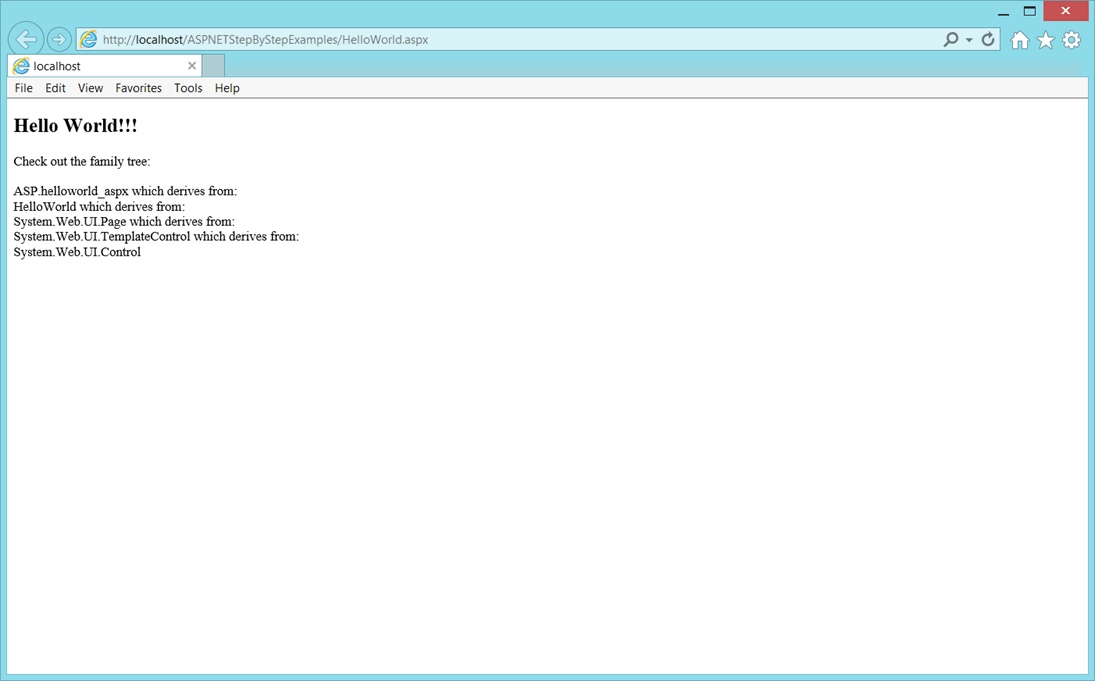 http://localhost/ASPNETStepByStepExamples/HelloWorld.aspx
localhost
File Edit View Favorites Tools Help
Hello World!!!
Check out the family tree:
ASP.helloworld_aspx which derives from:
HelloWorld which derives from:
System.Web.UI.Page which derives from:
System.Web.UI.TemplateControl which derives from:
System.Web.UI.Control